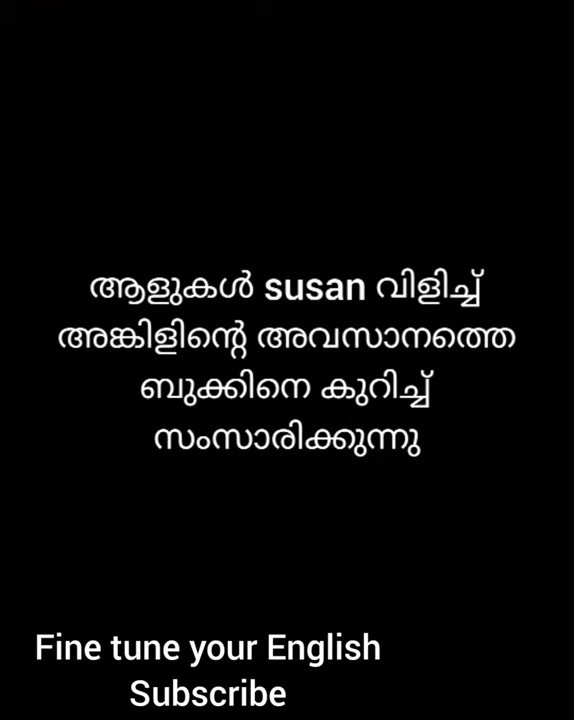 ആളുകൾ susan വിളിച്ച്
അങ്കിളിന്റെ അവസാനത്തെ
ബുക്കിനെ കുറിച്ച്
സംസാരിക്കുന്നു
Fine tune your English
Subscribe